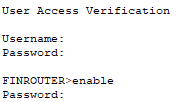 User Access Verification
Username:
Password:
FINROUTER>enable
Password: